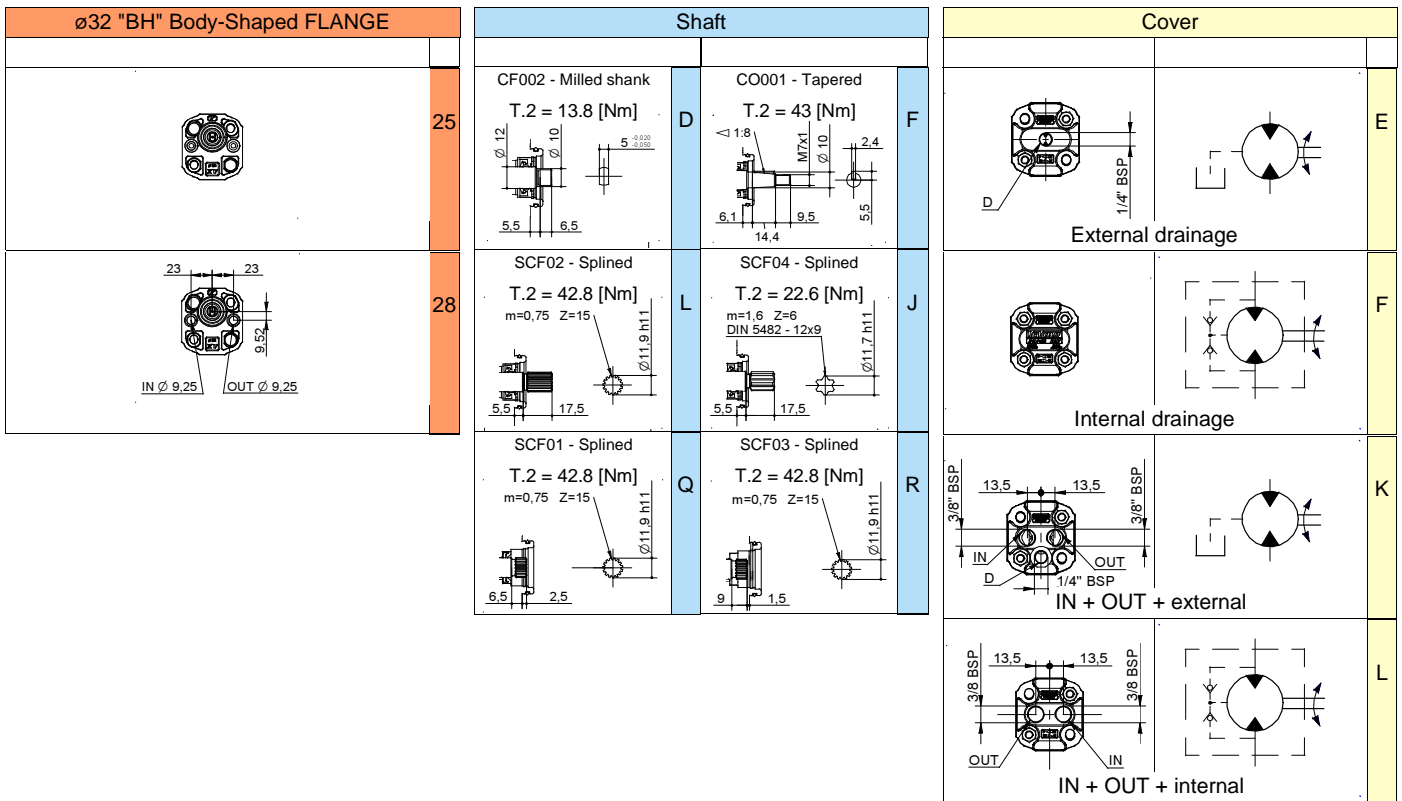 ø32 "BH" Body-Shaped FLANGE
25
23 23
9,52
IN Ø 9,25 OUT Ø 9,25
28
Shaft
CF002 - Milled shank
T.2 = 13.8 [Nm]
Ø 12
Ø 10
5 -0.020 -0.050
5,5 6,5
D
CO001 - Tapered
T.2 = 43 [Nm]
1:8
M7x1
Ø 10
2,4
5,5
6,1 9,5
14,4
F
SCF02 - Splined
T.2 = 42.8 [Nm]
m=0,75 Z=15
Ø11,9 h11
5,5 17,5
L
SCF04 - Splined
T.2 = 22.6 [Nm]
m=1,6 Z=6
DIN 5482 - 12x9
Ø11,7 h11
5,5 17,5
J
SCF01 - Splined
T.2 = 42.8 [Nm]
m=0,75 Z=15
Ø11,9 h11
6,5 2,5
Q
SCF03 - Splined
T.2 = 42.8 [Nm]
m=0,75 Z=15
Ø11,9 h11
9 1,5
R
Cover
D
1/4" BSP
External drainage
E
Internal drainage
F
3/8" BSP
13,5 13,5
3/8" BSP
IN
OUT
D
1/4" BSP
IN + OUT + external
K
3/8 BSP
13,5 13,5
3/8 BSP
OUT IN
IN + OUT + internal
L